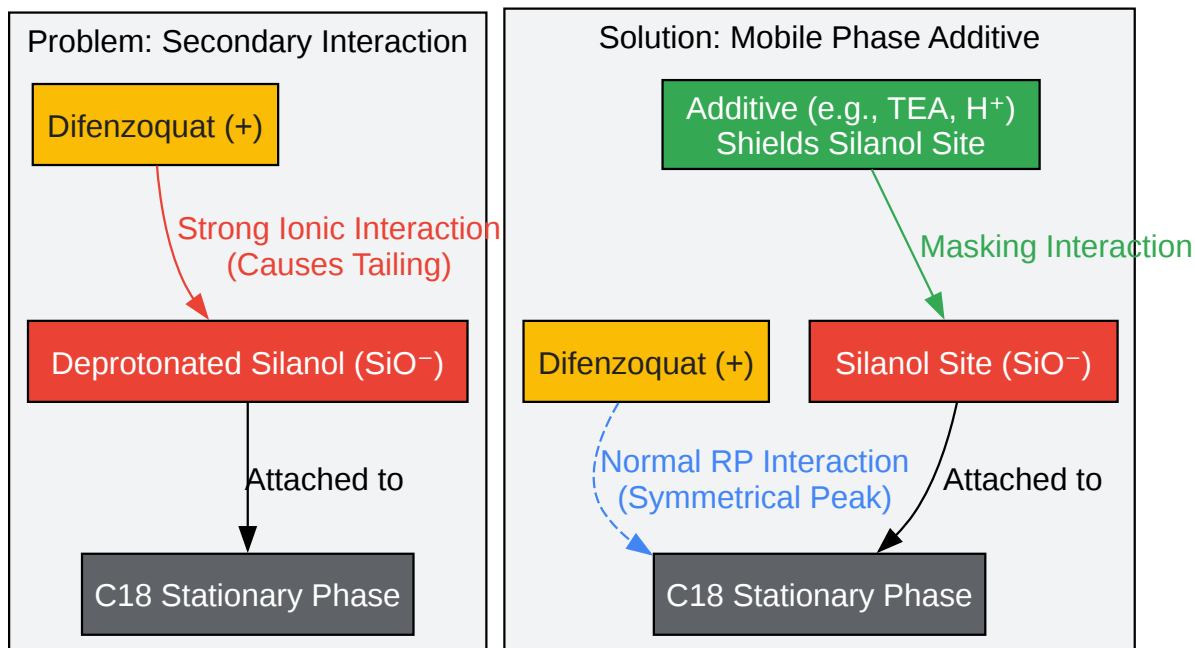 Problem: Secondary Interaction
Difenzoquat (+)
Strong Ionic Interaction
(Causes Tailing)
Deprotonated Silanol (SiO⁻)
Attached to
C18 Stationary Phase
Solution: Mobile Phase Additive
Additive (e.g., TEA, H⁺)
Shields Silanol Site
Masking Interaction
Difenzoquat (+)
Silanol Site (SiO⁻)
Normal RP Interaction
(Symmetrical Peak)
Attached to
C18 Stationary Phase